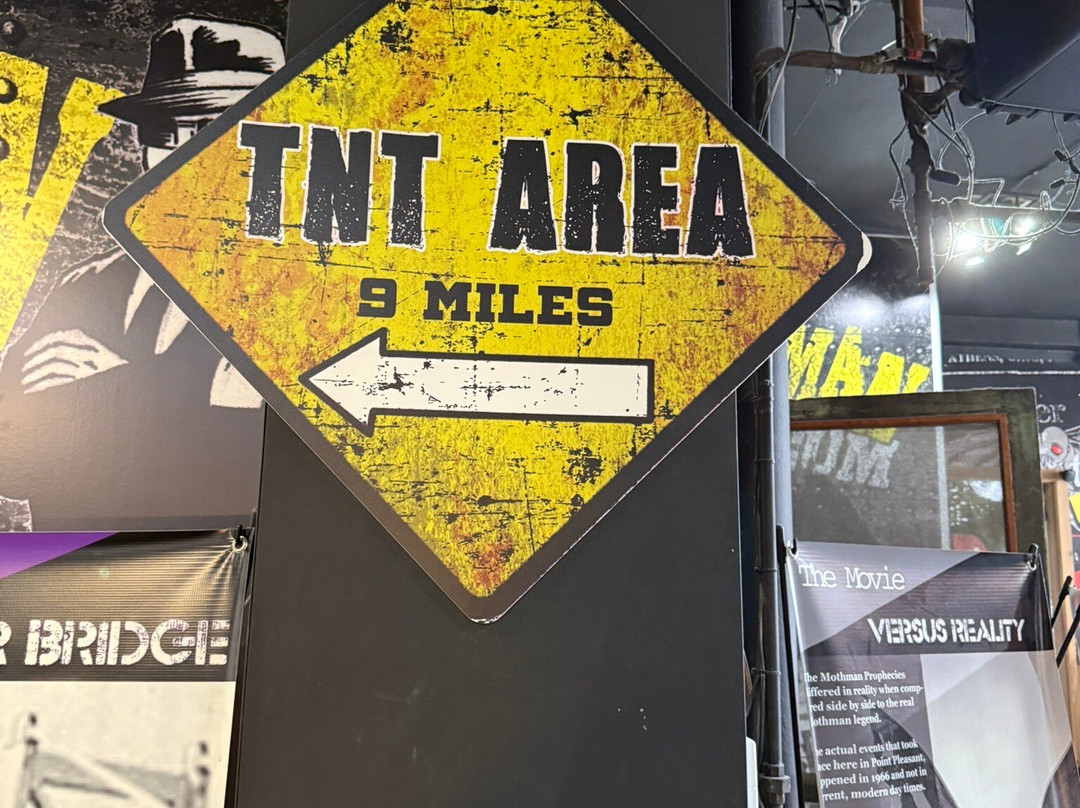 TNT AREA
9 MILES
MAN
BRIDGE
The Movie
VERSUS REALITY
The Mothman Prophecies
differed in reality when comp-
side by side to the real
Mothman legend.
actual events that took
here in Point Pleasant,
in 1966 and not in
modern day times.